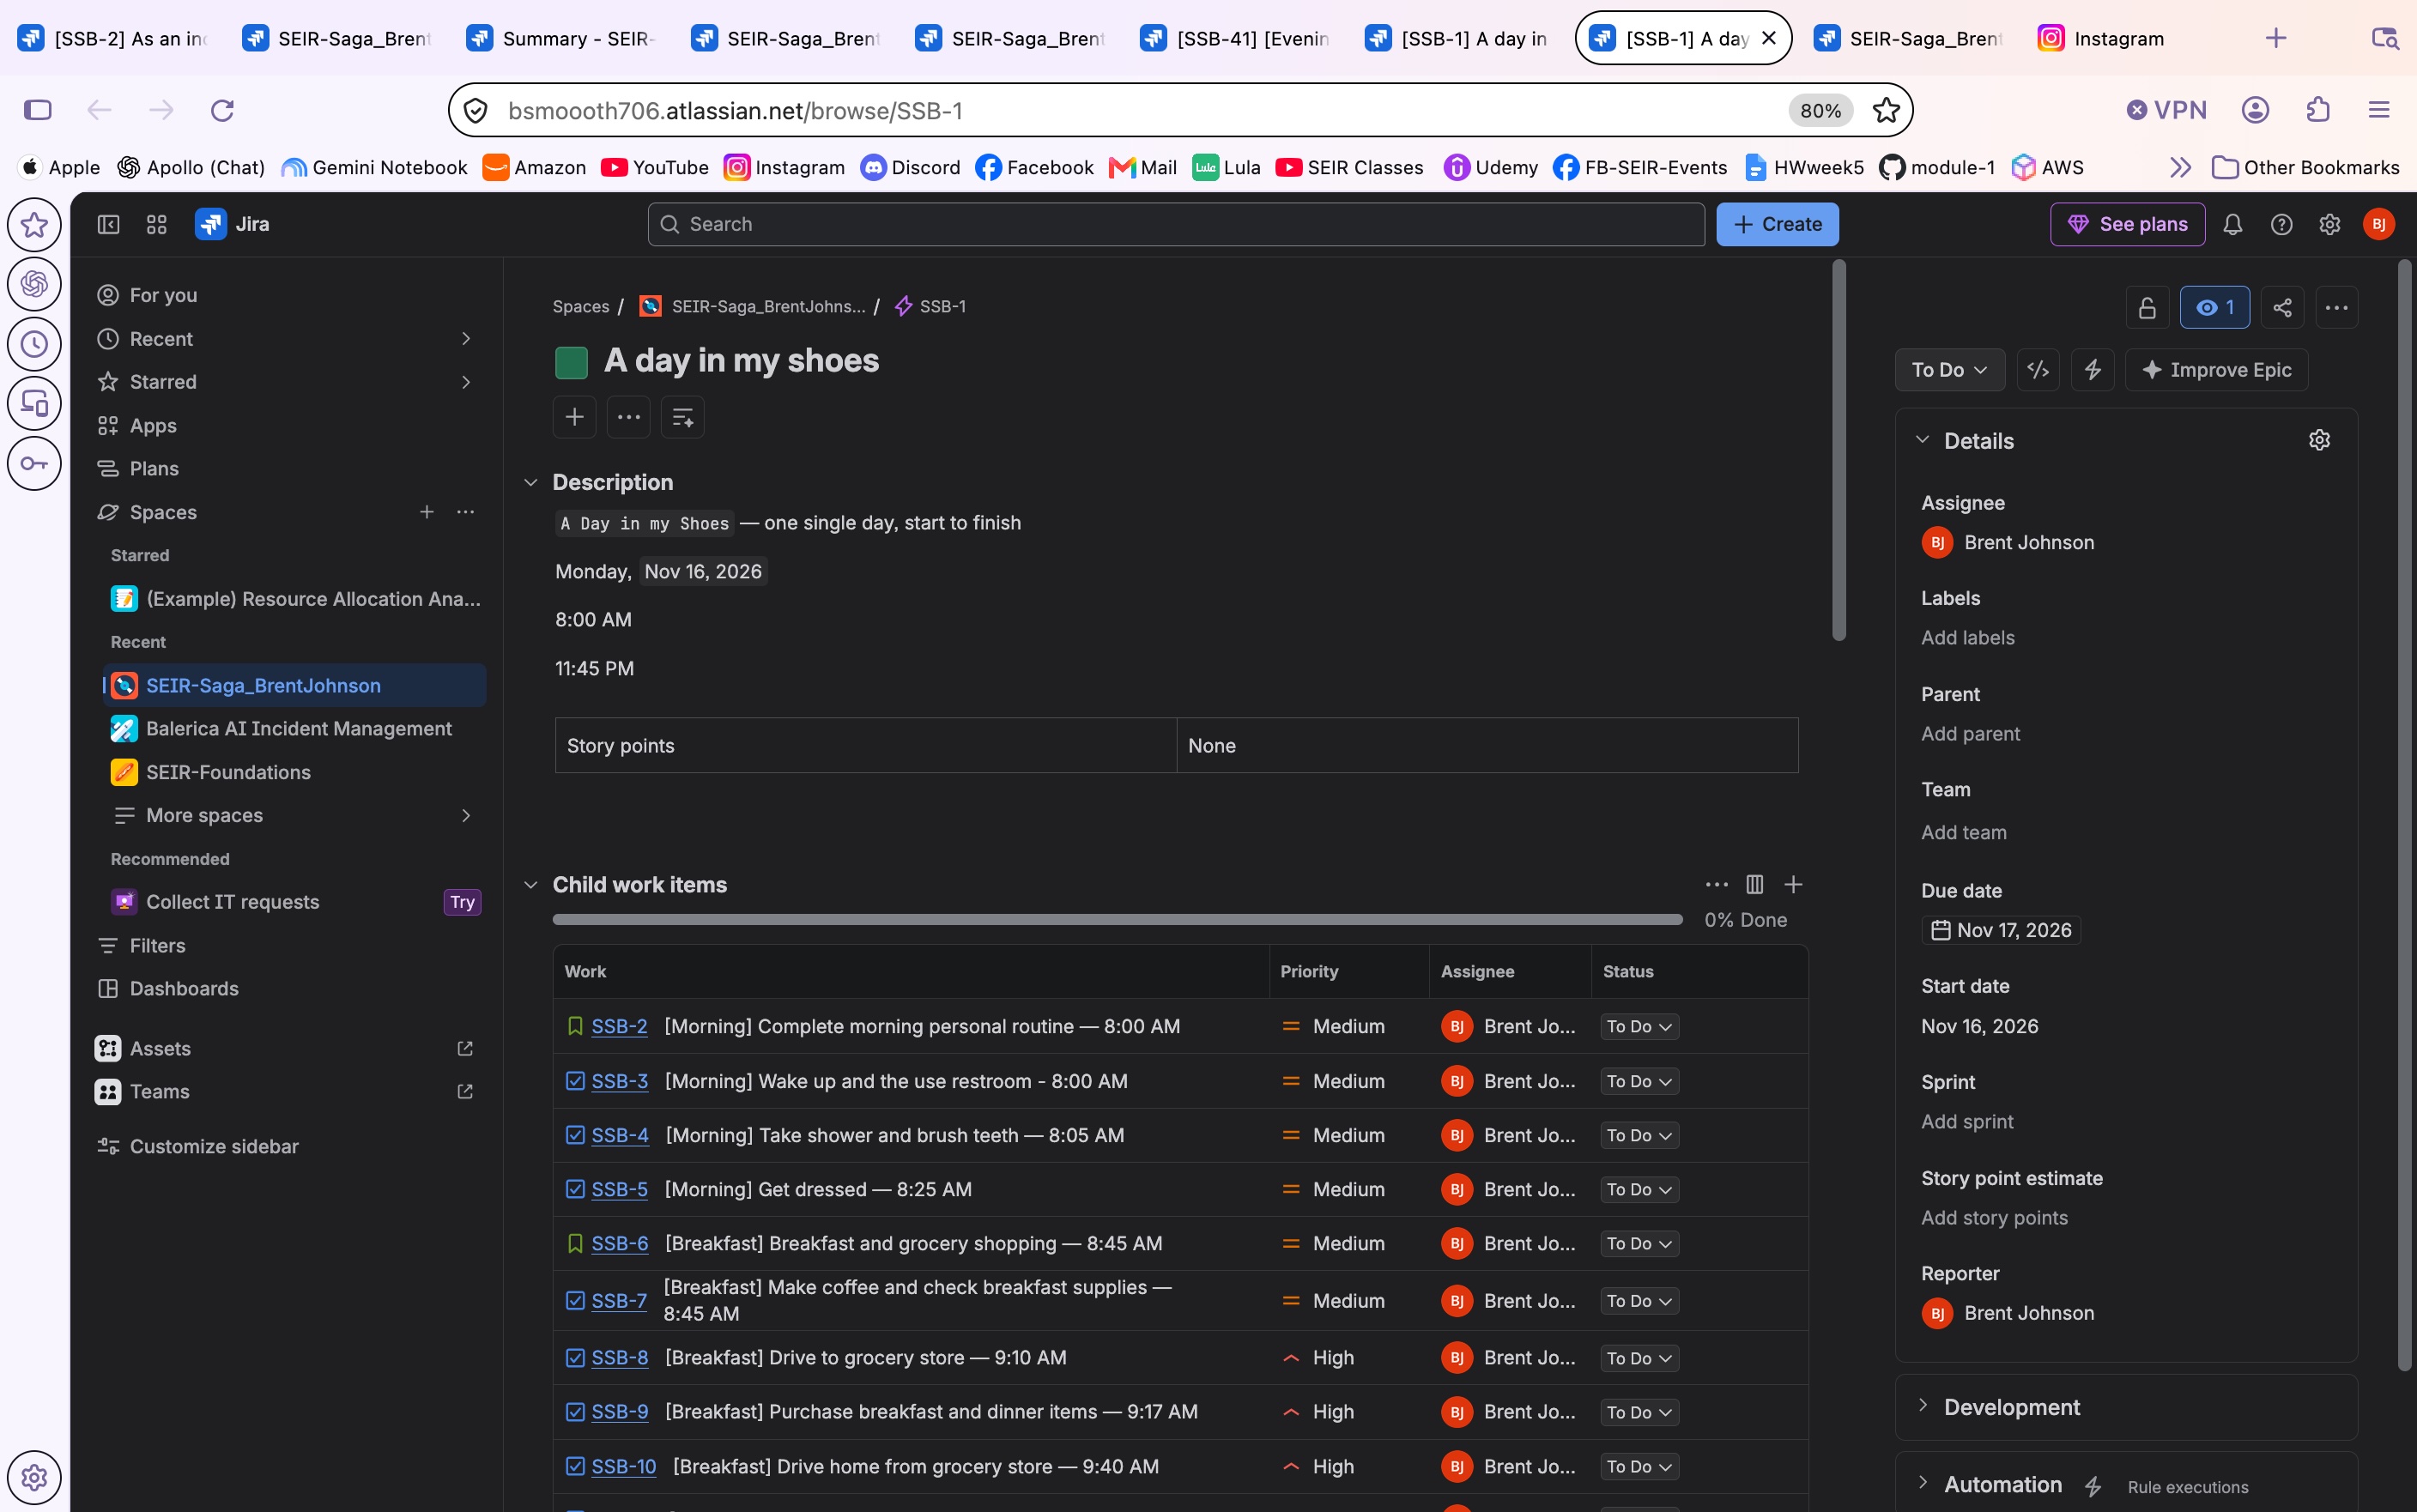 [SSB-2] As an in
SEIR-Saga_Brent
Summary - SEIR-
SEIR-Saga_Brent
SEIR-Saga_Brent
[SSB-41] [Evenin
[SSB-1] A day in
[SSB-1] A day
SEIR-Saga_Brent
Instagram
bsmoooth706.atlassian.net/browse/SSB-1
80%
VPN
Apple
Apollo (Chat)
Gemini Notebook
Amazon
YouTube
Instagram
Discord
Facebook
Mail
Lula
Lula
SEIR Classes
Udemy
FB-SEIR-Events
HWweek5
module-1
AWS
Other Bookmarks
Jira
Search
Create
See plans
BJ
For you
Recent
Starred
Apps
Plans
Spaces
Starred
(Example) Resource Allocation Ana...
Recent
SEIR-Saga_BrentJohnson
Balerica AI Incident Management
SEIR-Foundations
More spaces
Recommended
Collect IT requests
Try
Filters
Dashboards
Assets
Teams
Customize sidebar
Spaces / SEIR-Saga_BrentJohns... / SSB-1
A day in my shoes
Description
A Day in my Shoes — one single day, start to finish
Monday, Nov 16, 2026
8:00 AM
11:45 PM
Story points None
Child work items
0% Done
Work Priority Assignee Status
SSB-2 [Morning] Complete morning personal routine — 8:00 AM Medium BJ Brent Jo... To Do
SSB-3 [Morning] Wake up and the use restroom - 8:00 AM Medium BJ Brent Jo... To Do
SSB-4 [Morning] Take shower and brush teeth — 8:05 AM Medium BJ Brent Jo... To Do
SSB-5 [Morning] Get dressed — 8:25 AM Medium BJ Brent Jo... To Do
SSB-6 [Breakfast] Breakfast and grocery shopping — 8:45 AM Medium BJ Brent Jo... To Do
SSB-7 [Breakfast] Make coffee and check breakfast supplies —
8:45 AM Medium BJ Brent Jo... To Do
SSB-8 [Breakfast] Drive to grocery store — 9:10 AM High BJ Brent Jo... To Do
SSB-9 [Breakfast] Purchase breakfast and dinner items — 9:17 AM High BJ Brent Jo... To Do
SSB-10 [Breakfast] Drive home from grocery store — 9:40 AM High BJ Brent Jo... To Do
1
To Do
Improve Epic
Details
Assignee
BJ Brent Johnson
Labels
Add labels
Parent
Add parent
Team
Add team
Due date
Nov 17, 2026
Start date
Nov 16, 2026
Sprint
Add sprint
Story point estimate
Add story points
Reporter
BJ Brent Johnson
Development
Automation
Rule executions